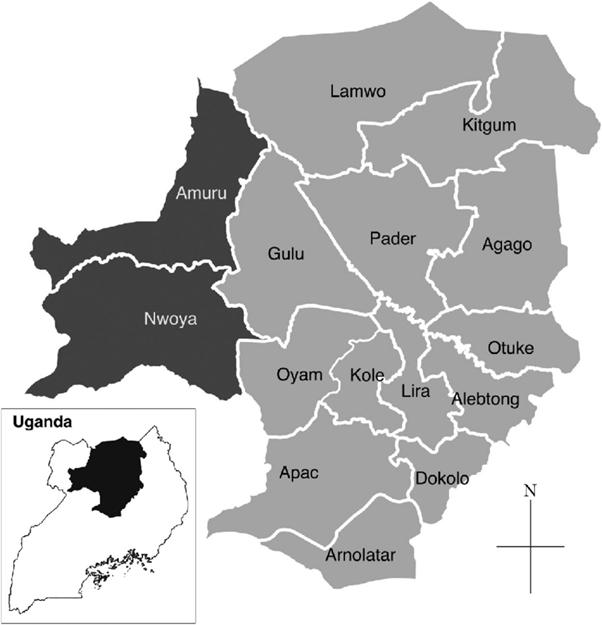 Lamwo
Kitgum
Amuru
Gulu
Pader
Agago
Nwoya
Otuke
Oyam
Kole
Lira
Alebtong
Uganda
Apac
Dokolo
N
Arnolatar